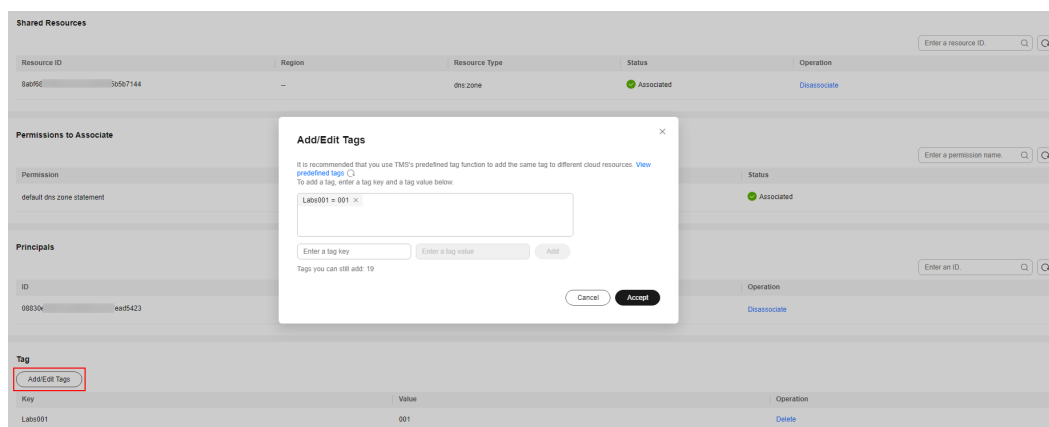 Shared Resources
Enter a resource ID.
Resource ID Region Resource Type Status Operation
8abf68 5b5b7144 -- dns:zone Associated Disassociate
Permissions to Associate
Enter a permission name.
Permission Status
default dns zone statement Associated
Add/Edit Tags
It is recommended that you use TMS's predefined tag function to add the same tag to different cloud resources. View
predefined tags
To add a tag, enter a tag key and a tag value below.
Labs001 = 001 ×
Enter a tag key Enter a tag value Add
Tags you can still add: 19
Cancel Accept
Principals
Enter an ID.
ID Operation
08830 ead5423 Disassociate
Tag
Add/Edit Tags
Key Value Operation
Labs001 001 Delete